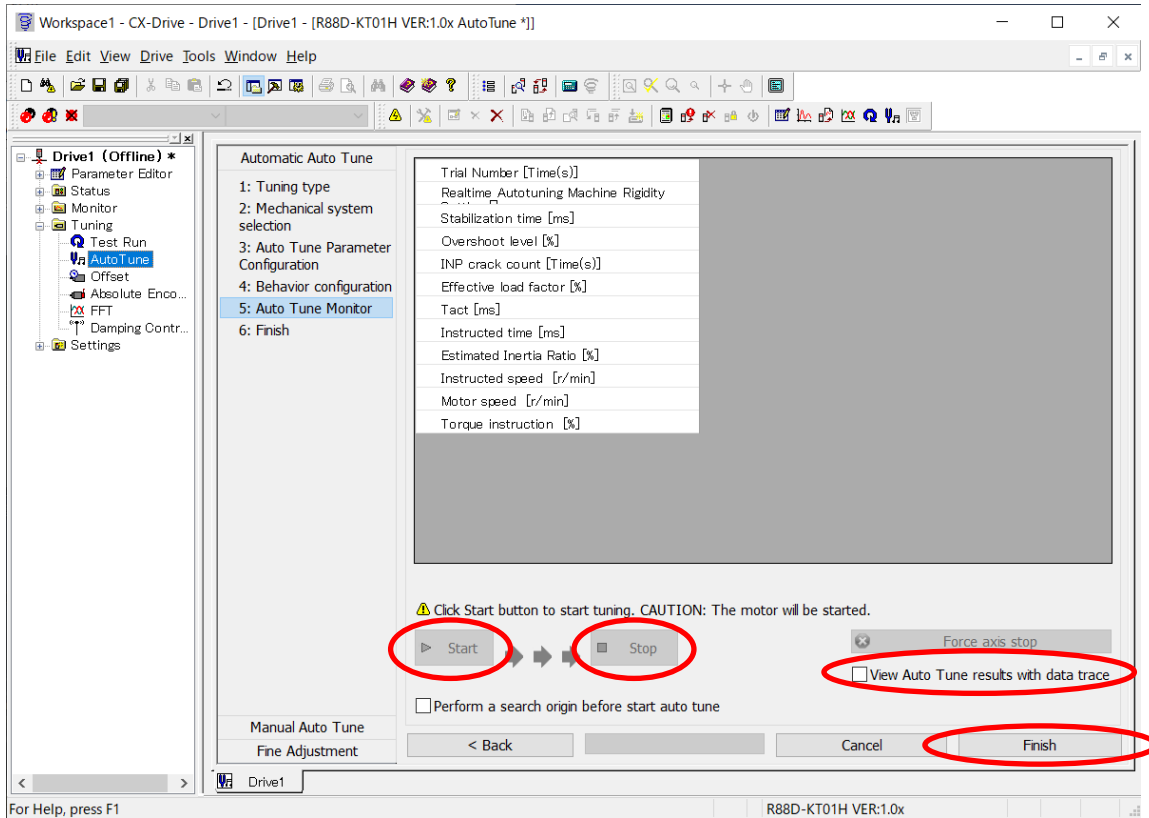 Workspace1 - CX-Drive - Drive1 - [Drive1 - [R88D-KT01H VER:1.0x AutoTune *]]
File Edit View Drive Tools Window Help
Drive1 (Offline) *
Parameter Editor
Status
Monitor
Tuning
Test Run
AutoTune
Offset
Absolute Enco...
FFT
Damping Contr...
Settings
Automatic Auto Tune
1: Tuning type
2: Mechanical system
selection
3: Auto Tune Parameter
Configuration
4: Behavior configuration
5: Auto Tune Monitor
6: Finish
Manual Auto Tune
Fine Adjustment
Trial Number [Time(s)]
Realtime Autotuning Machine Rigidity
Stabilization time [ms]
Overshoot level [%]
INP crack count [Time(s)]
Effective load factor [%]
Tact [ms]
Instructed time [ms]
Estimated Inertia Ratio [%]
Instructed speed [r/min]
Motor speed [r/min]
Torque instruction [%]
Click Start button to start tuning. CAUTION: The motor will be started.
Start
Stop
Force axis stop
View Auto Tune results with data trace
Perform a search origin before start auto tune
< Back
Cancel
Finish
Drive1
For Help, press F1
R88D-KT01H VER:1.0x